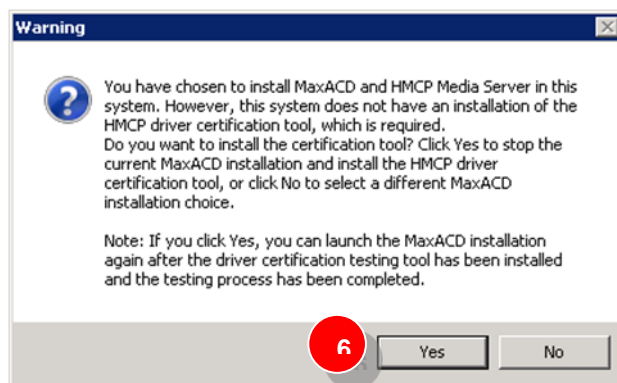 Warning
You have chosen to install MaxACD and HMCP Media Server in this
system. However, this system does not have an installation of the
HMCP driver certification tool, which is required.
Do you want to install the certification tool? Click Yes to stop the
current MaxACD installation and install the HMCP driver
certification tool, or click No to select a different MaxACD
installation choice.
Note: If you click Yes, you can launch the MaxACD installation
again after the driver certification testing tool has been installed
and the testing process has been completed.
6 Yes No